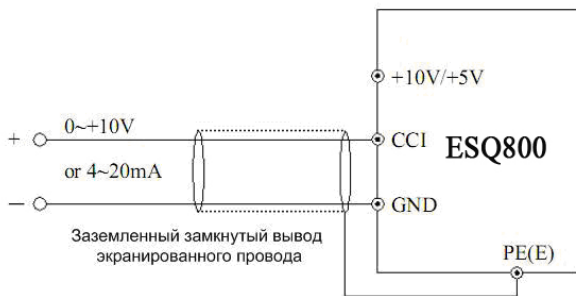 +10V/+5V
0~+10V
+
CCI
ESQ800
or 4~20mA
−
GND
Заземленный замкнутый вывод
экранированного провода
PE(E)